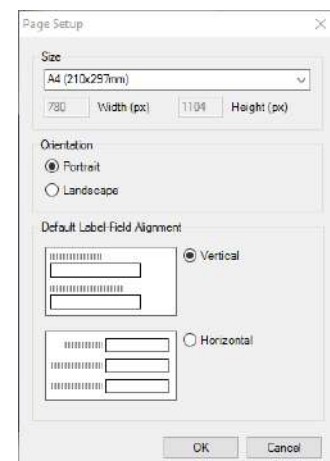 Page Setup
Size
A4 (210x297mm)
780 Width (px) 1104 Height (px)
Orientation
Portrait
Landscape
Default Label-Field Alignment
Vertical
Horizontal
OK Cancel